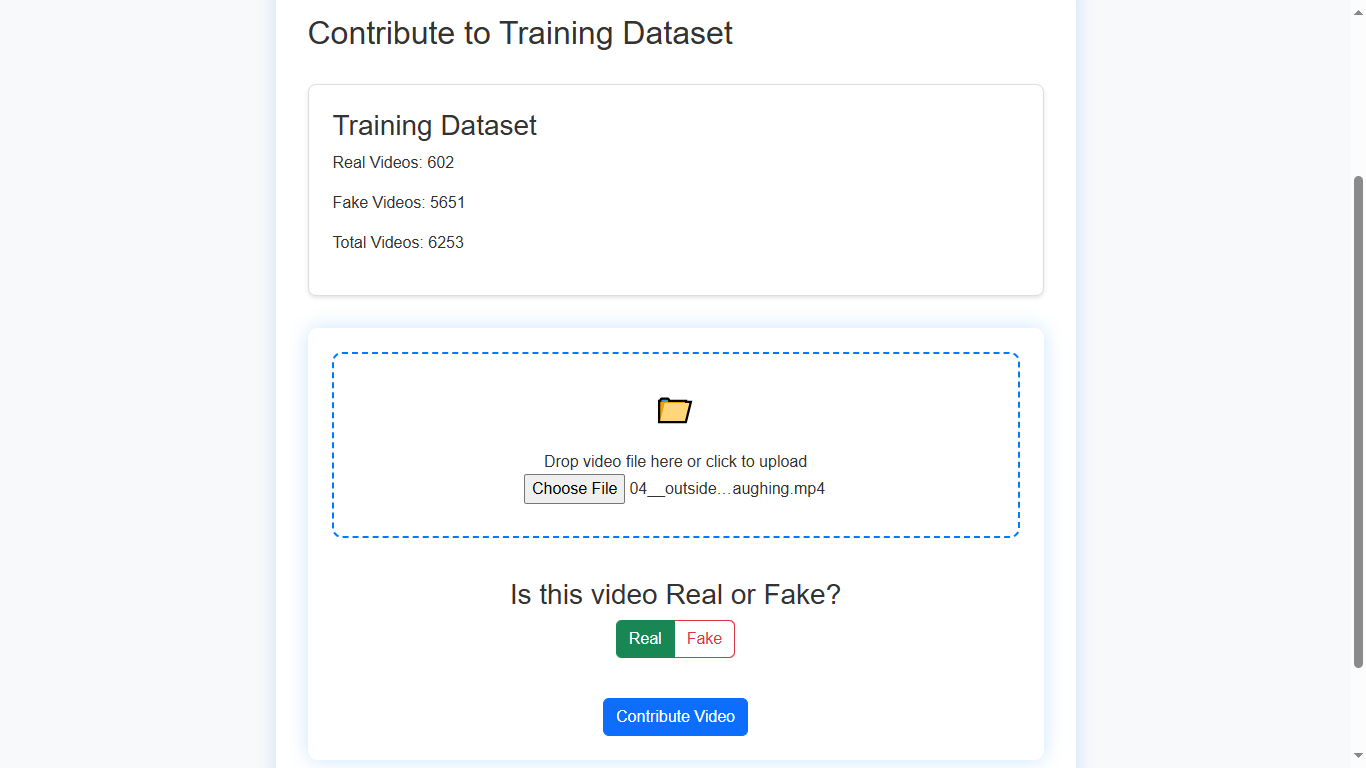 Contribute to Training Dataset
Training Dataset
Real Videos: 602
Fake Videos: 5651
Total Videos: 6253
Drop video file here or click to upload
Choose File 04__outside…aughing.mp4
Is this video Real or Fake?
Real Fake
Contribute Video